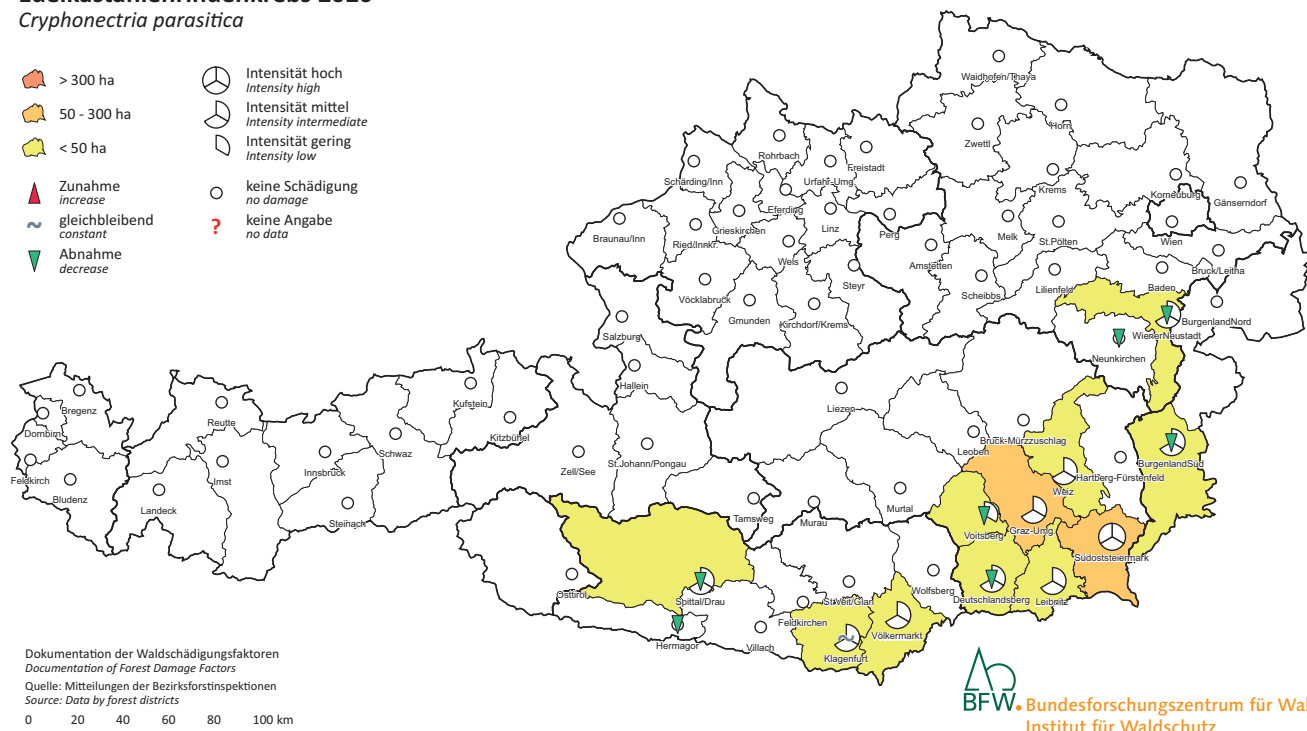 Cryphonectria parasitica
> 300 ha
50 - 300 ha
< 50 ha
Zunahme
increase
~ gleichbleibend
constant
Abnahme
decrease
Intensität hoch
Intensity high
Intensität mittel
Intensity intermediate
Intensität gering
Intensity low
keine Schädigung
no damage
? keine Angabe
no data
Waidhofen/Thaya
Horn
Zwettl
Rohrbach
Freistadt
Schärding/Inn
Urfahr-Umg.
Krems
Korneuburg
Gänserndorf
Eferding
Grieskirchen
Linz
Perg
Melk
St.Pölten
Wien
Braunau/Inn
Ried/Innkr.
Wels
Amstetten
Bruck/Leitha
Steyr
Scheibbs
Lilienfeld
Baden
Vöcklabruck
Gmunden
Kirchdorf/Krems
BurgenlandNord
WienerNeustadt
Salzburg
Neunkirchen
Hallein
Bregenz
Reutte
Kufstein
Liezen
Dornbirn
Kitzbühel
Bruck-Mürzzuschlag
Leoben
Schwaz
Zell/See
St.Johann/Pongau
BurgenlandSüd
Feldkirch
Innsbruck
Imst
Hartberg-Fürstenfeld
Weiz
Bludenz
Landeck
Steinach
Tamsweg
Murau
Murtal
Voitsberg
Graz-Umg.
Südoststeiermark
Osttirol
Spittal/Drau
St.Veit/Glan
Wolfsberg
Deutschlandsberg
Leibnitz
Feldkirchen
Völkermarkt
Hermagor
Villach
~
Klagenfurt
Dokumentation der Waldschädigungsfaktoren
Documentation of Forest Damage Factors
Quelle: Mitteilungen der Bezirksforstinspektionen
Source: Data by forest districts
0 20 40 60 80 100 km
BFW. Bundesforschungszentrum für
Institut für Waldschutz